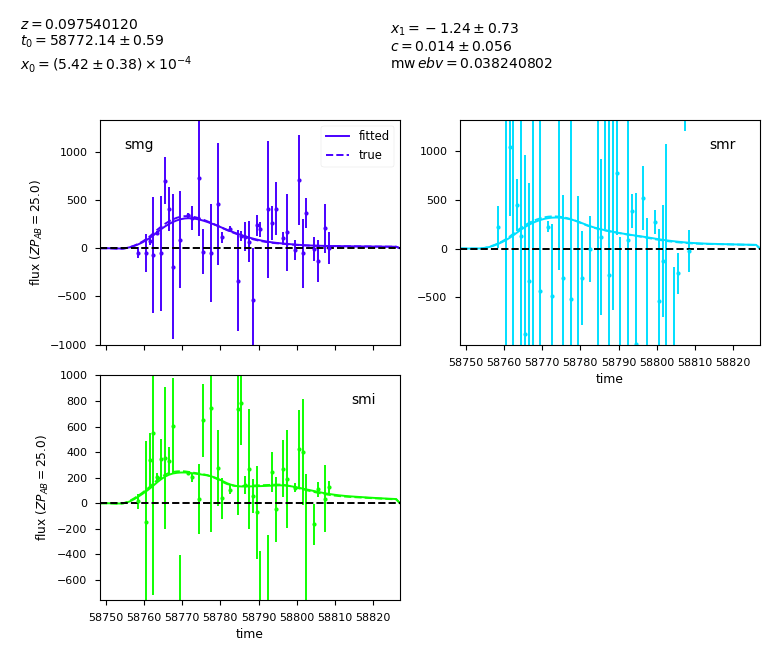 z = 0.097540120
t0 = 58772.14 ± 0.59
x0 = (5.42 ± 0.38) × 10^−4
x1 = −1.24 ± 0.73
c = 0.014 ± 0.056
mw ebv = 0.038240802
smg
fitted
true
1000
500
0
−500
−1000
flux (ZP_AB = 25.0)
smr
1000
500
0
−500
58750 58760 58770 58780 58790 58800 58810 58820
time
smi
1000
800
600
400
200
0
−200
−400
−600
flux (ZP_AB = 25.0)
58750 58760 58770 58780 58790 58800 58810 58820
time